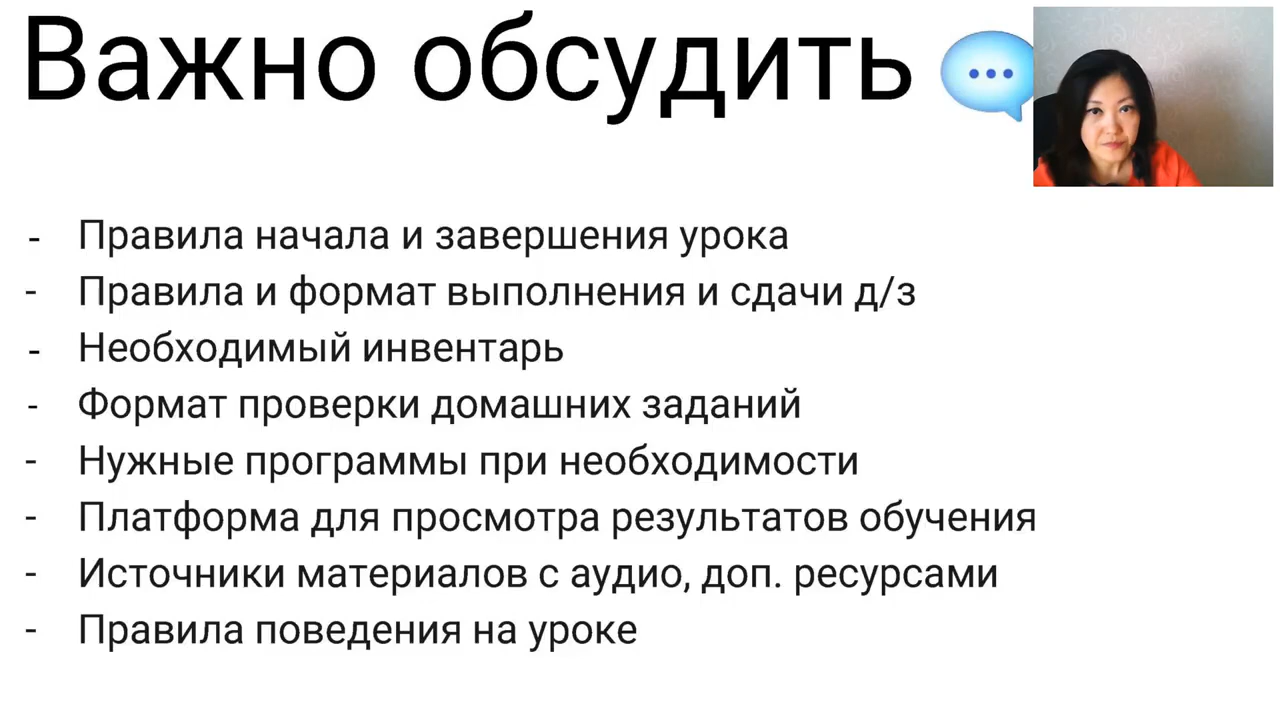 Важно обсудить
- Правила начала и завершения урока
- Правила и формат выполнения и сдачи д/з
- Необходимый инвентарь
- Формат проверки домашних заданий
- Нужные программы при необходимости
- Платформа для просмотра результатов обучения
- Источники материалов с аудио, доп. ресурсами
- Правила поведения на уроке